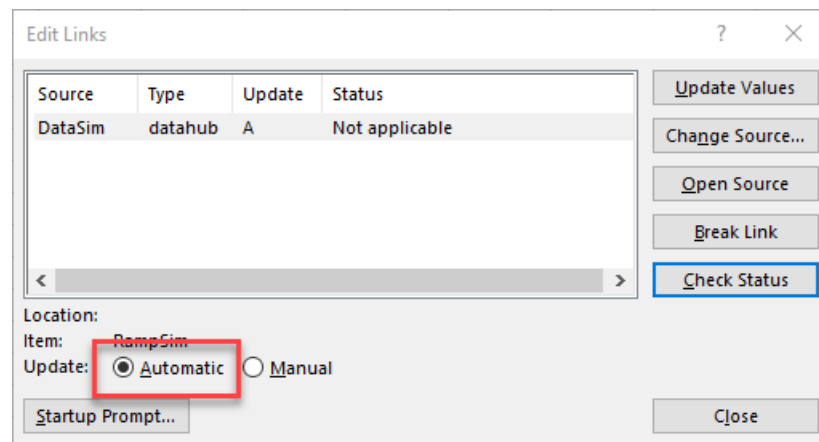 Edit Links ? ✕
Source Type Update Status
DataSim datahub A Not applicable
Update Values
Change Source...
Open Source
Break Link
Check Status
Location:
Item: RampSim
Update: Automatic Manual
Startup Prompt... Close